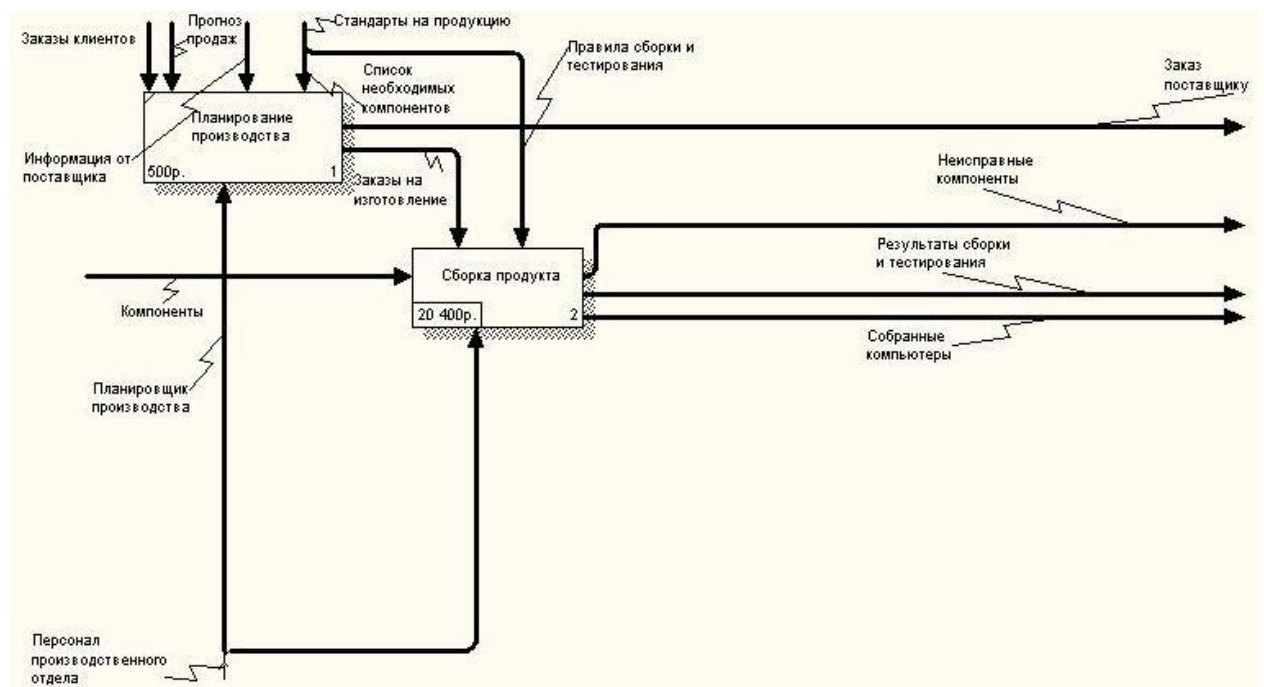 Заказы клиентов
Прогноз
продаж
Стандарты на продукцию
Правила сборки и
тестирования
Список
необходимых
компонентов
Заказ
поставщику
Планирование
производства
500р.
1
Информация от
поставщика
Заказы на
изготовление
Неисправные
компоненты
Результаты сборки
и тестирования
Сборка продукта
20 400р.
2
Компоненты
Собранные
компьютеры
Планировщик
производства
Персонал
производственного
отдела